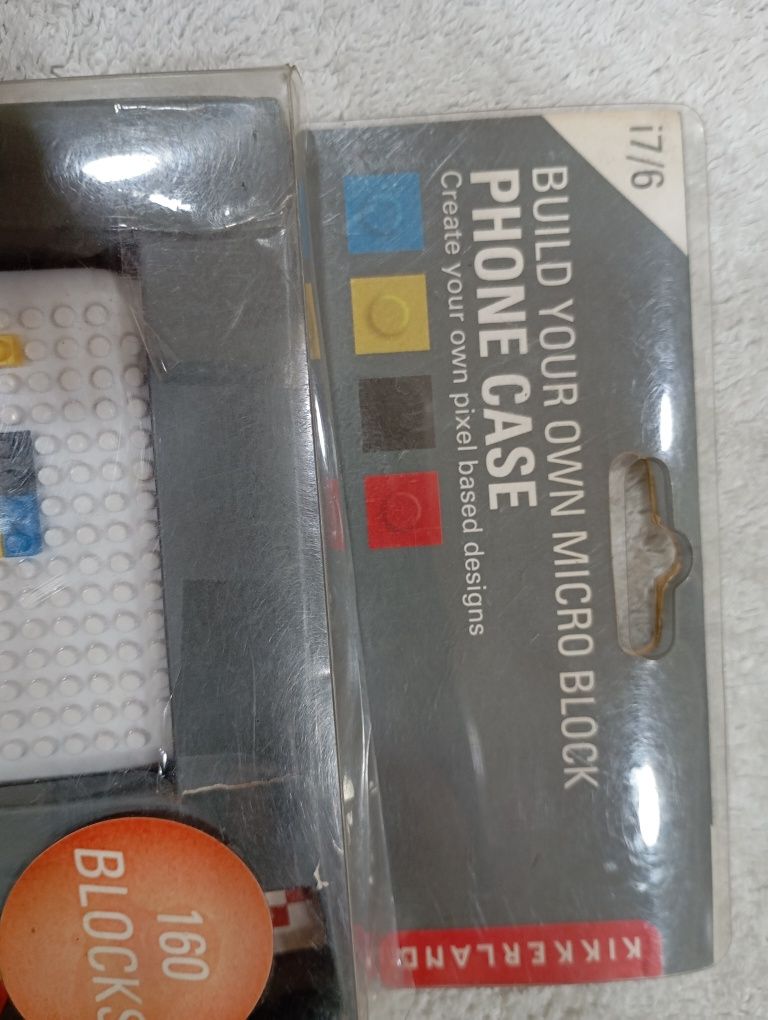 i7/6
BUILD YOUR OWN MICRO BLOCK
PHONE CASE
Create your own pixel based designs
KIKKERLAND
160
BLOCKS